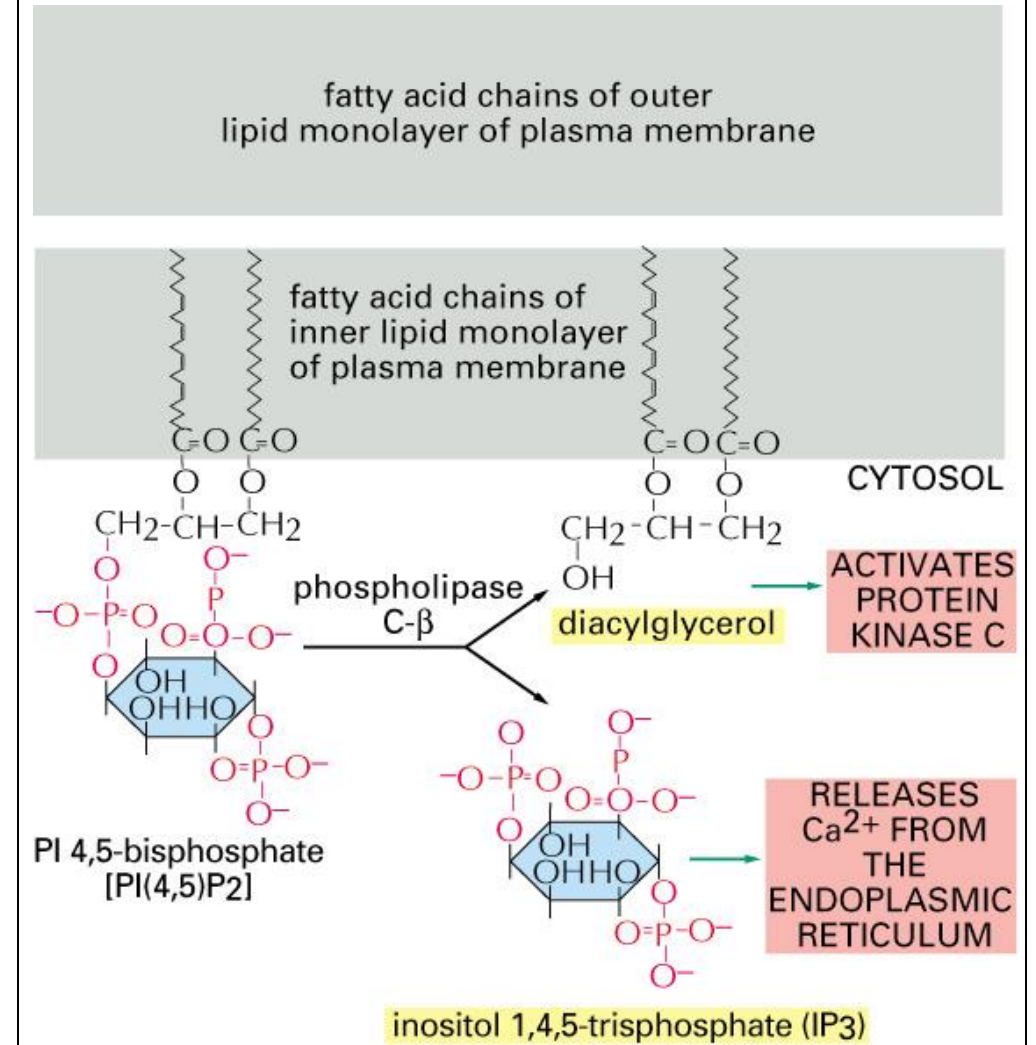 fatty acid chains of outer
lipid monolayer of plasma membrane
fatty acid chains of
inner lipid monolayer
of plasma membrane
C=O C=O
O O
CH2-CH-CH2
O
O–
–O-P=O
P
O=O-O–
O
OH
OHHO
O
O=P-O–
O–
PI 4,5-bisphosphate
[PI(4,5)P2]
phospholipase
C-β
C=O C=O
O O
CYTOSOL
CH2-CH-CH2
OH
diacylglycerol
ACTIVATES
PROTEIN
KINASE C
O
O–
–O-P=O
P
O=O-O–
O
OH
OHHO
O
O=P-O–
O–
inositol 1,4,5-trisphosphate (IP3)
RELEASES
Ca2+ FROM
THE
ENDOPLASMIC
RETICULUM